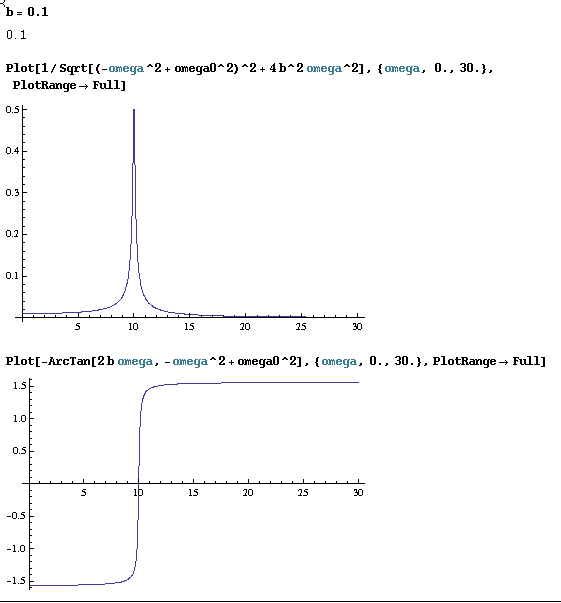 b = 0.1
0.1
Plot[1/Sqrt[(-omega^2+omega0^2)^2+4b^2 omega^2], {omega, 0., 30.},
PlotRange→Full]
0.5
0.4
0.3
0.2
0.1
5 10 15 20 25 30
Plot[-ArcTan[2b omega, -omega^2+omega0^2], {omega, 0., 30.}, PlotRange→Full]
1.5
1.0
0.5
5 10 15 20 25 30
-0.5
-1.0
-1.5